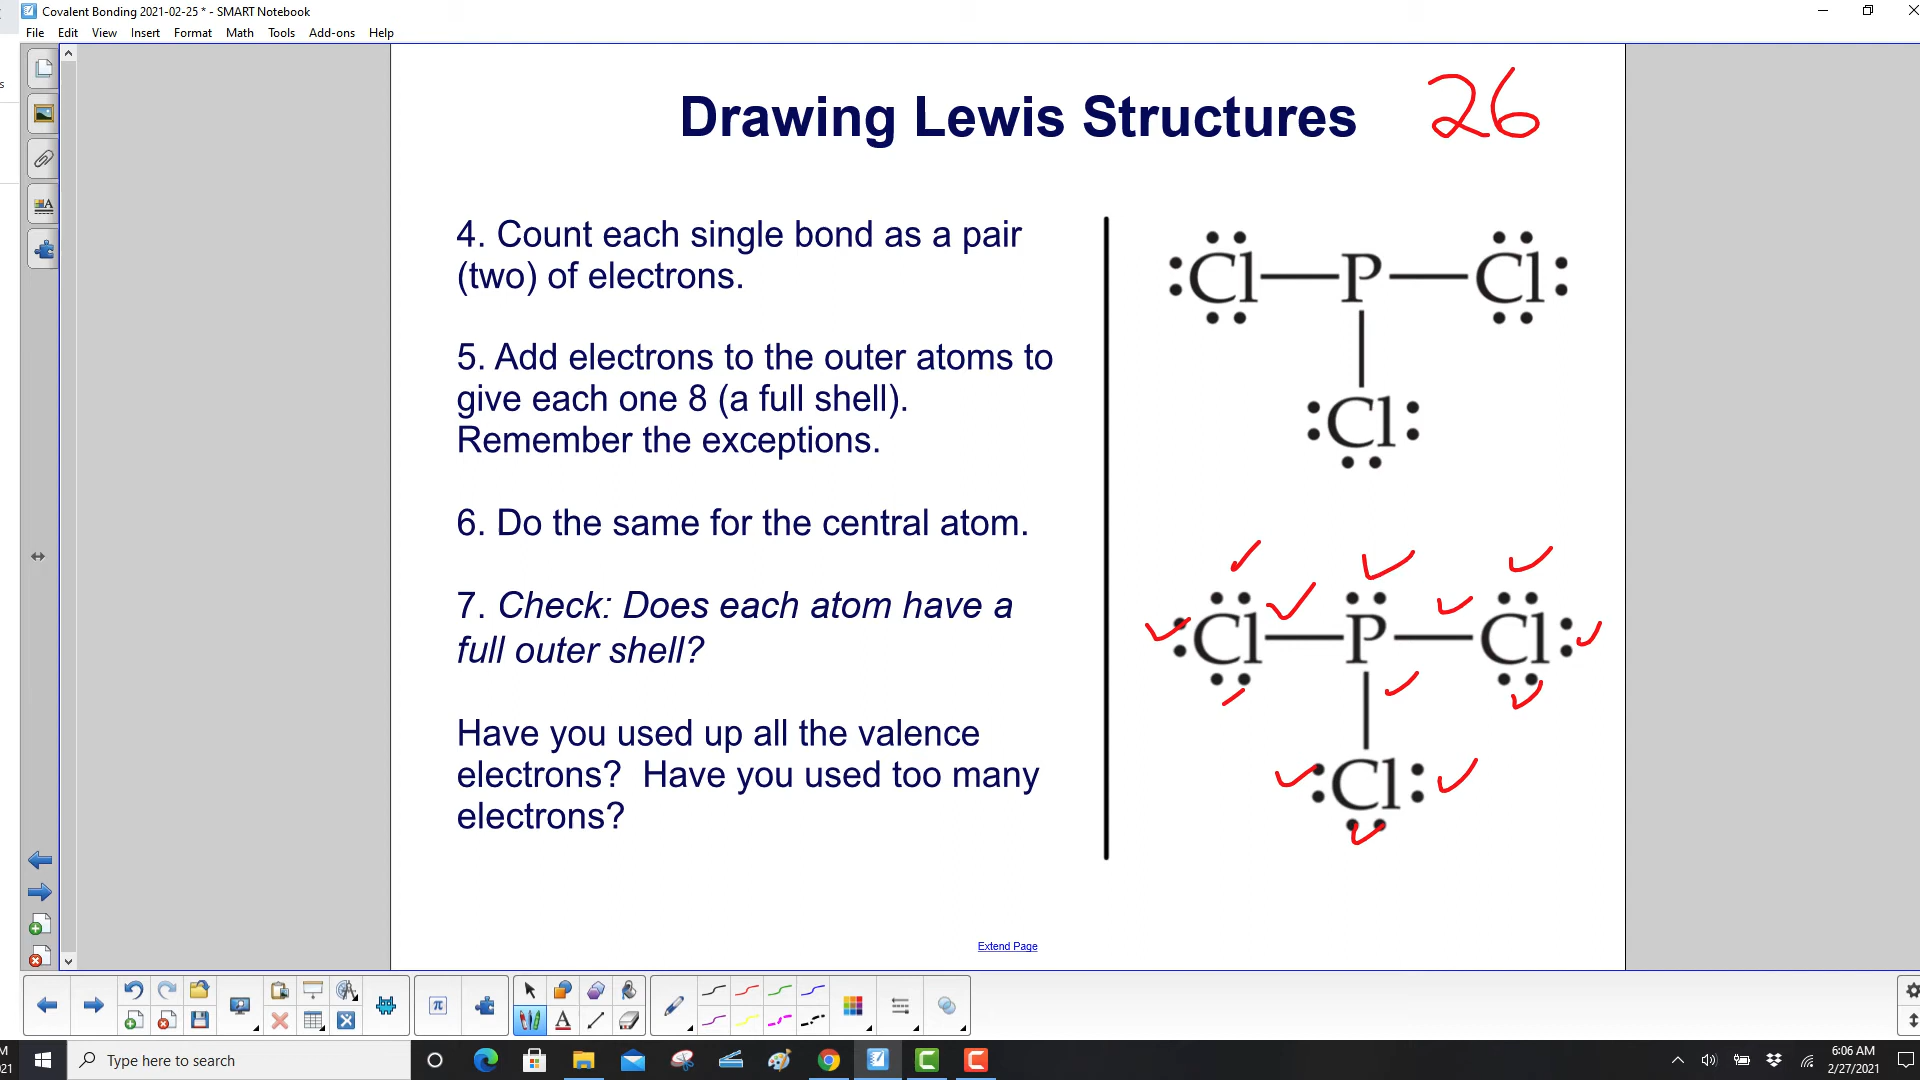 Covalent Bonding 2021-02-25 * - SMART Notebook
File Edit View Insert Format Math Tools Add-ons Help
Drawing Lewis Structures 26
4. Count each single bond as a pair
(two) of electrons.
5. Add electrons to the outer atoms to
give each one 8 (a full shell).
Remember the exceptions.
6. Do the same for the central atom.
7. Check: Does each atom have a
full outer shell?
Have you used up all the valence
electrons?  Have you used too many
electrons?
Cl P Cl
Cl
Cl P Cl
Cl
Extend Page
Type here to search
6:06 AM
2/27/2021